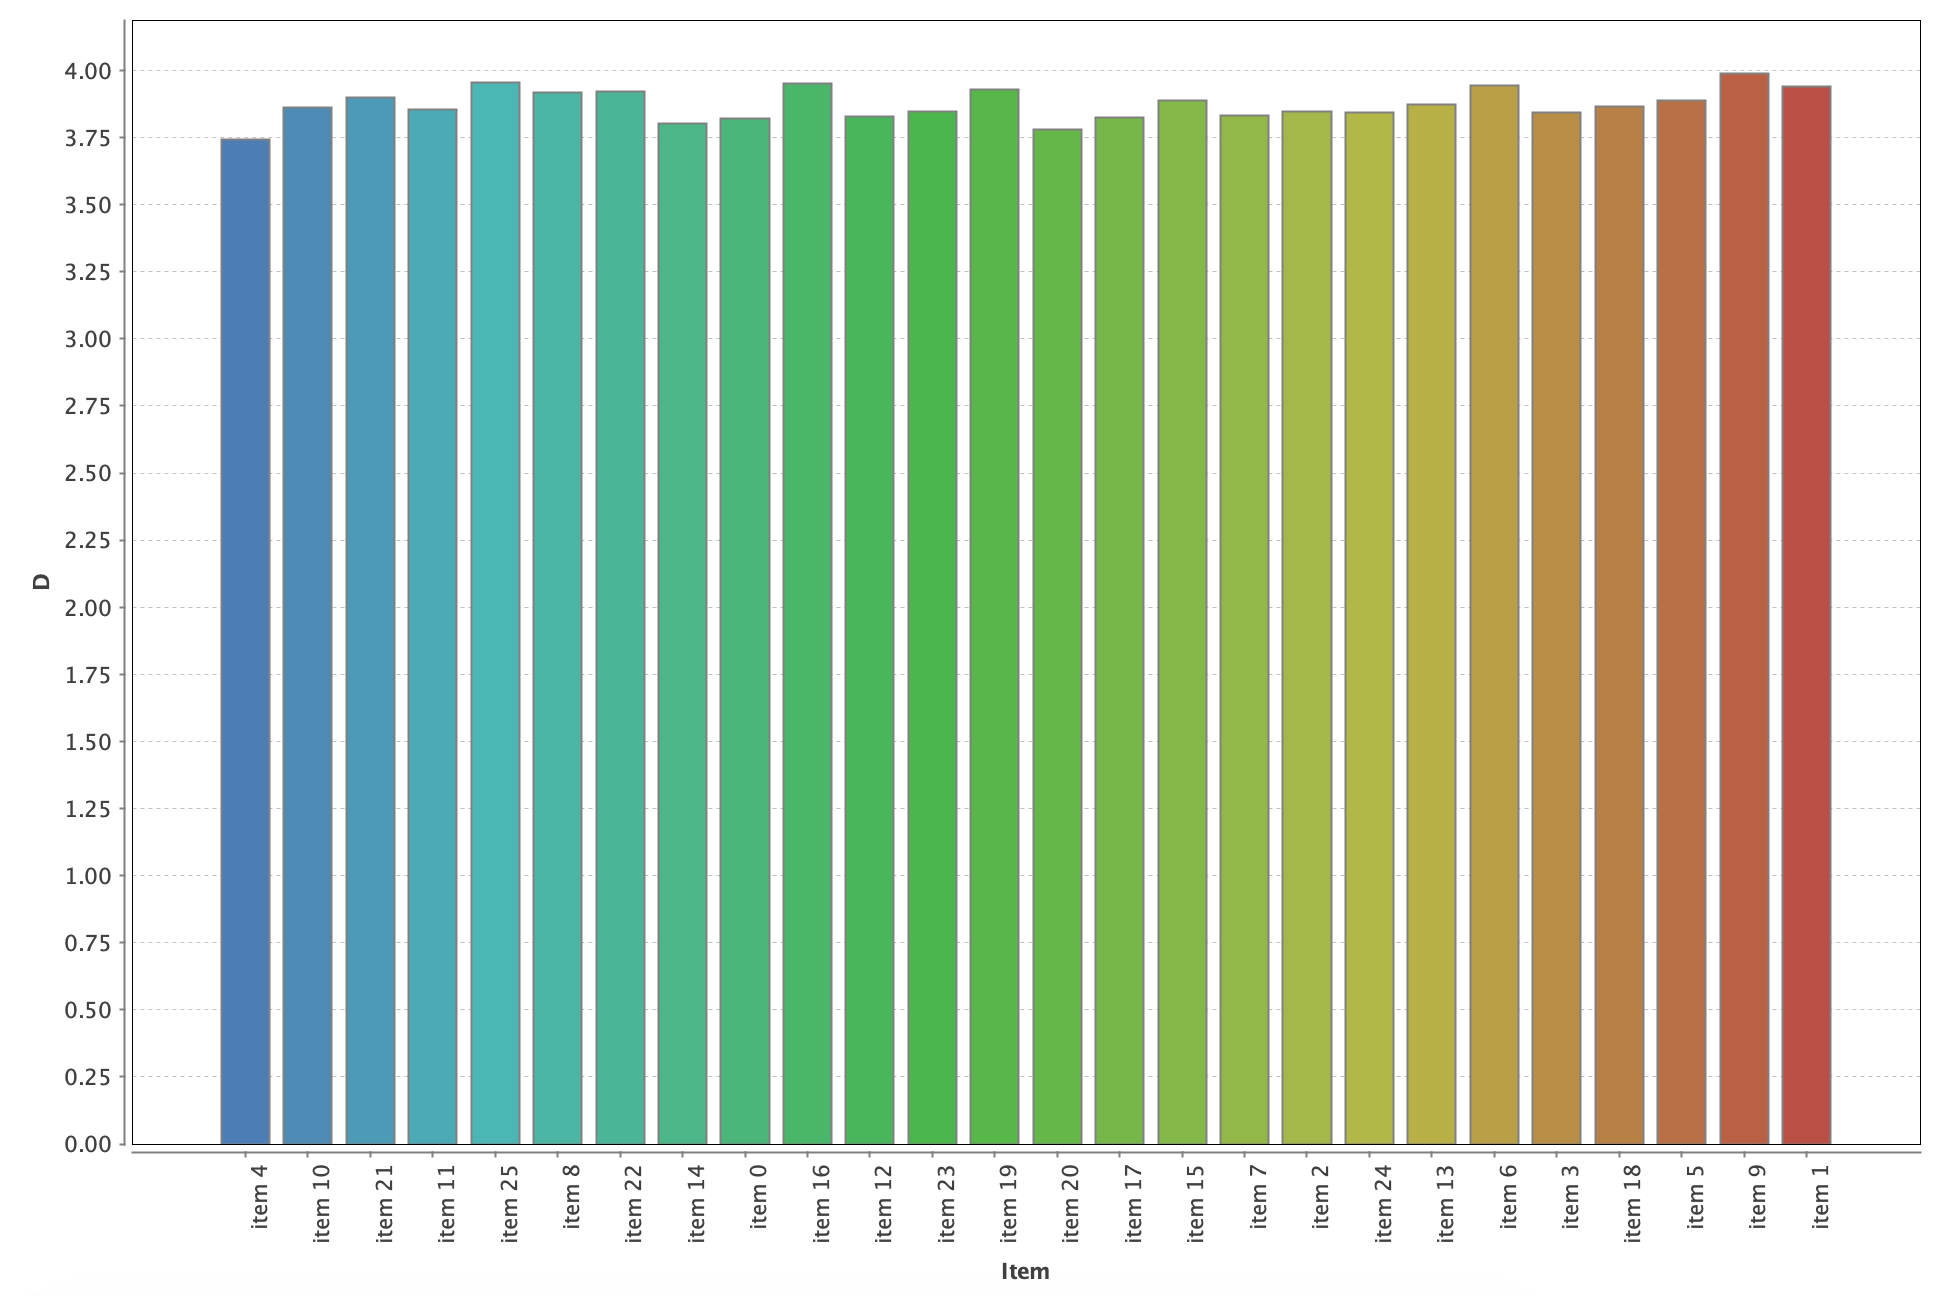 4.00
3.75
3.50
3.25
3.00
2.75
2.50
2.25
2.00
1.75
1.50
1.25
1.00
0.75
0.50
0.25
0.00
D
item 4
item 10
item 21
item 11
item 25
item 8
item 22
item 14
item 0
item 16
item 12
item 23
item 19
item 20
item 17
item 15
item 7
item 2
item 24
item 13
item 6
item 3
item 18
item 5
item 9
item 1
Item